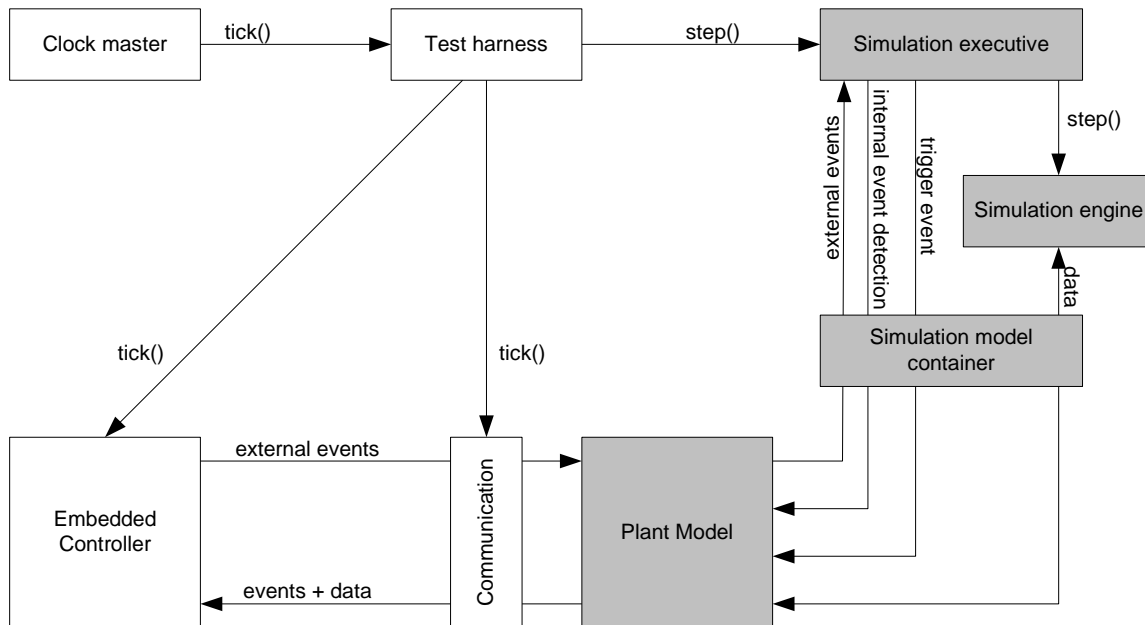 Clock master
tick()
Test harness
step()
Simulation executive
external events
internal event detection
trigger event
step()
Simulation engine
data
Simulation model
container
tick()
tick()
Embedded
Controller
external events
events + data
Communication
Plant Model